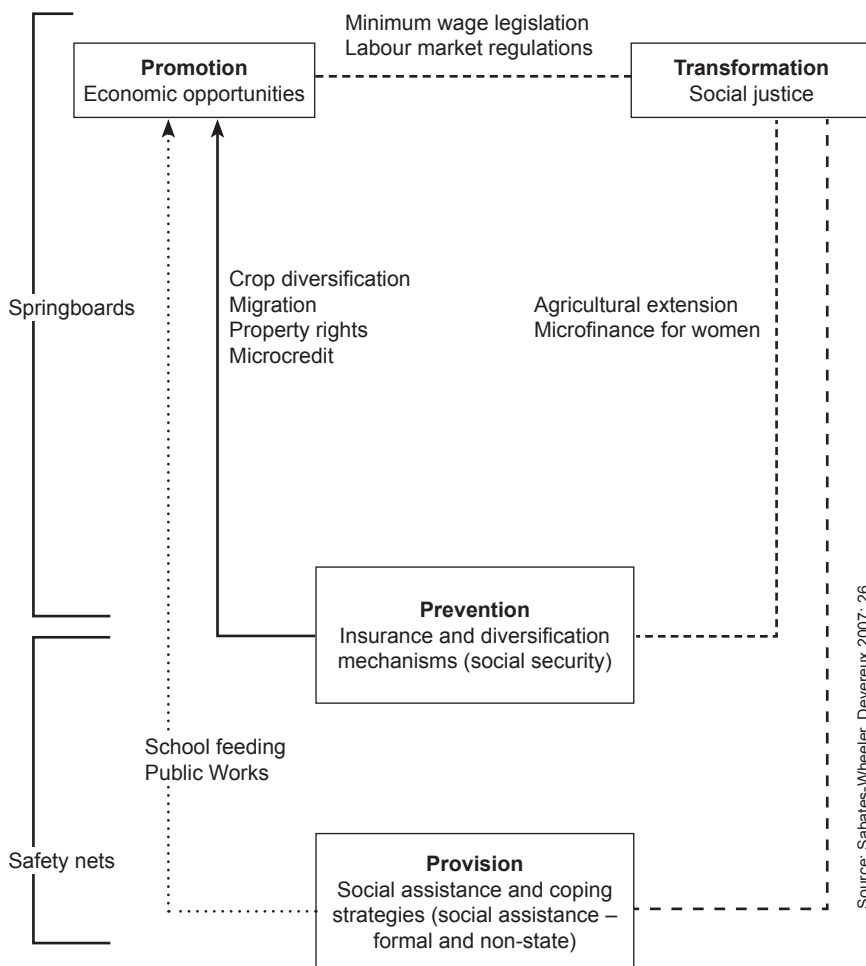 Minimum wage legislation
Labour market regulations
Promotion
Economic opportunities
Transformation
Social justice
Springboards
Crop diversification
Migration
Property rights
Microcredit
Agricultural extension
Microfinance for women
Prevention
Insurance and diversification
mechanisms (social security)
School feeding
Public Works
Safety nets
Provision
Social assistance and coping
strategies (social assistance –
formal and non-state)
Source: Sabates-Wheeler, Devereux 2007: 26